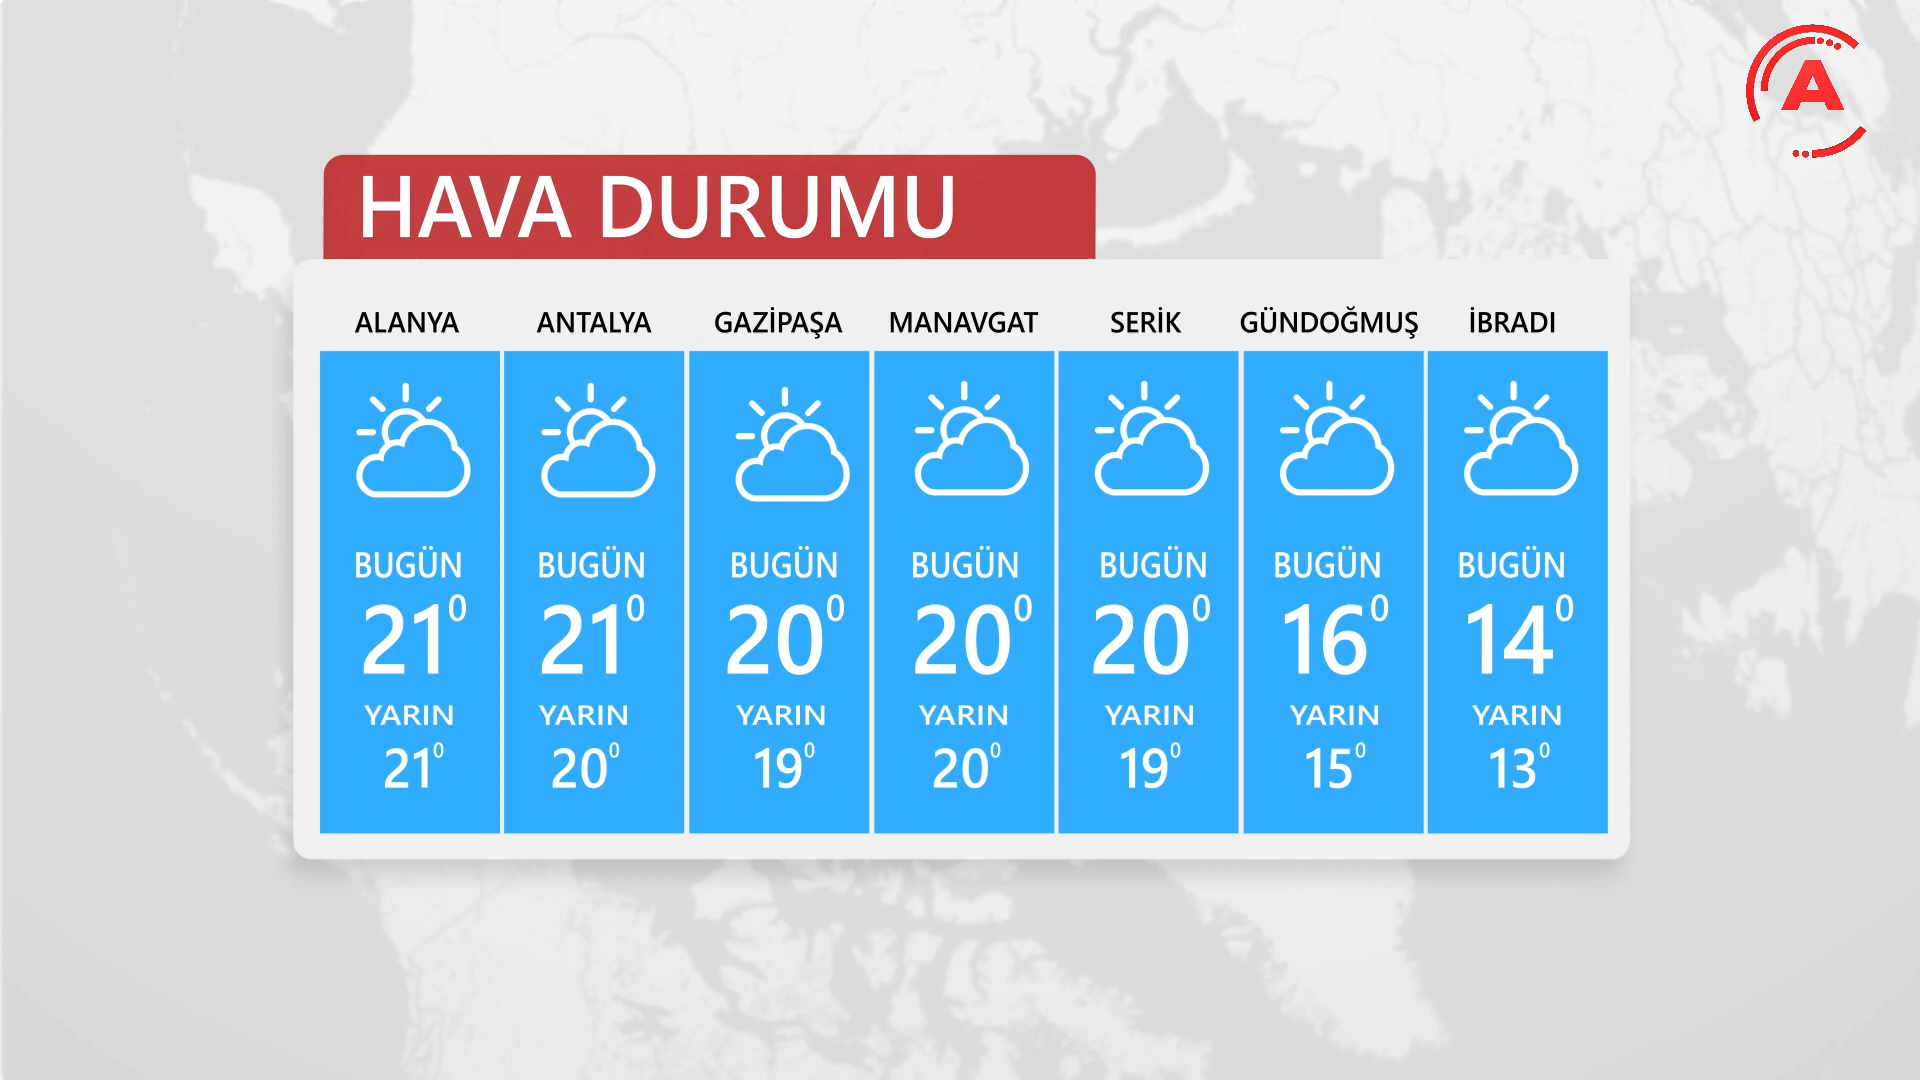 A
HAVA DURUMU
ALANYA ANTALYA GAZİPAŞA MANAVGAT SERİK GÜNDOĞMUŞ İBRADI
BUGÜN BUGÜN BUGÜN BUGÜN BUGÜN BUGÜN BUGÜN
21⁰ 21⁰ 20⁰ 20⁰ 20⁰ 16⁰ 14⁰
YARIN YARIN YARIN YARIN YARIN YARIN YARIN
21⁰ 20⁰ 19⁰ 20⁰ 19⁰ 15⁰ 13⁰